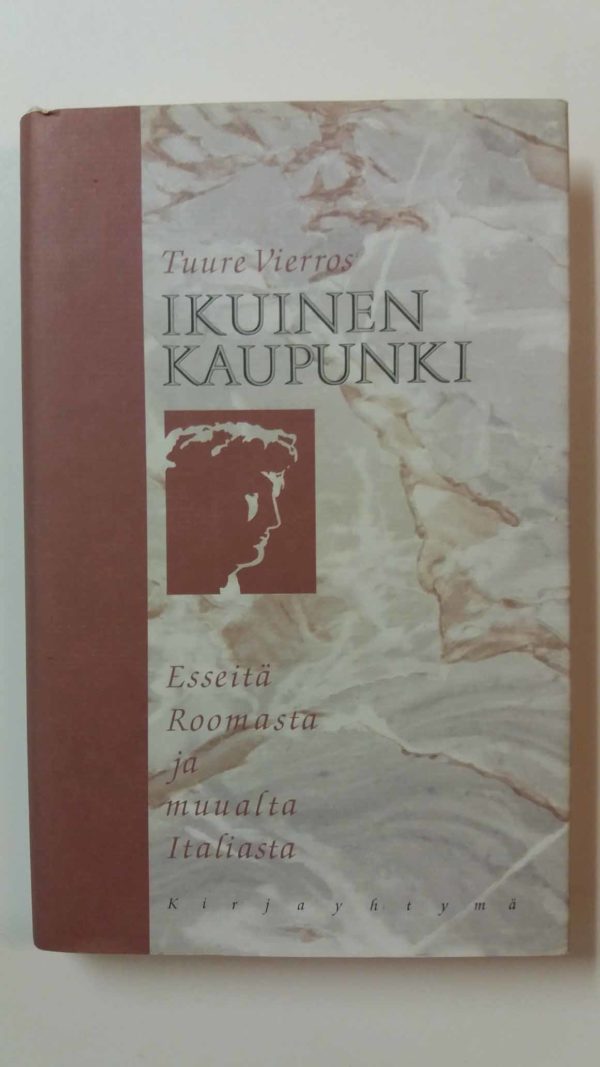 Tuure Vierros
IKUINEN
KAUPUNKI
Esseitä
Roomasta
ja
muualta
Italiasta
Kirjayhtymä